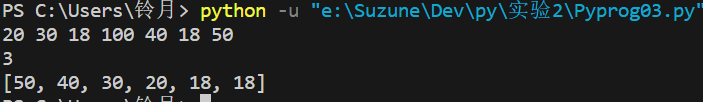 PS C:\Users\铃月> python -u "e:\Suzune\Dev\py\实验2\Pyprog03.py"
20 30 18 100 40 18 50
3
[50, 40, 30, 20, 18, 18]